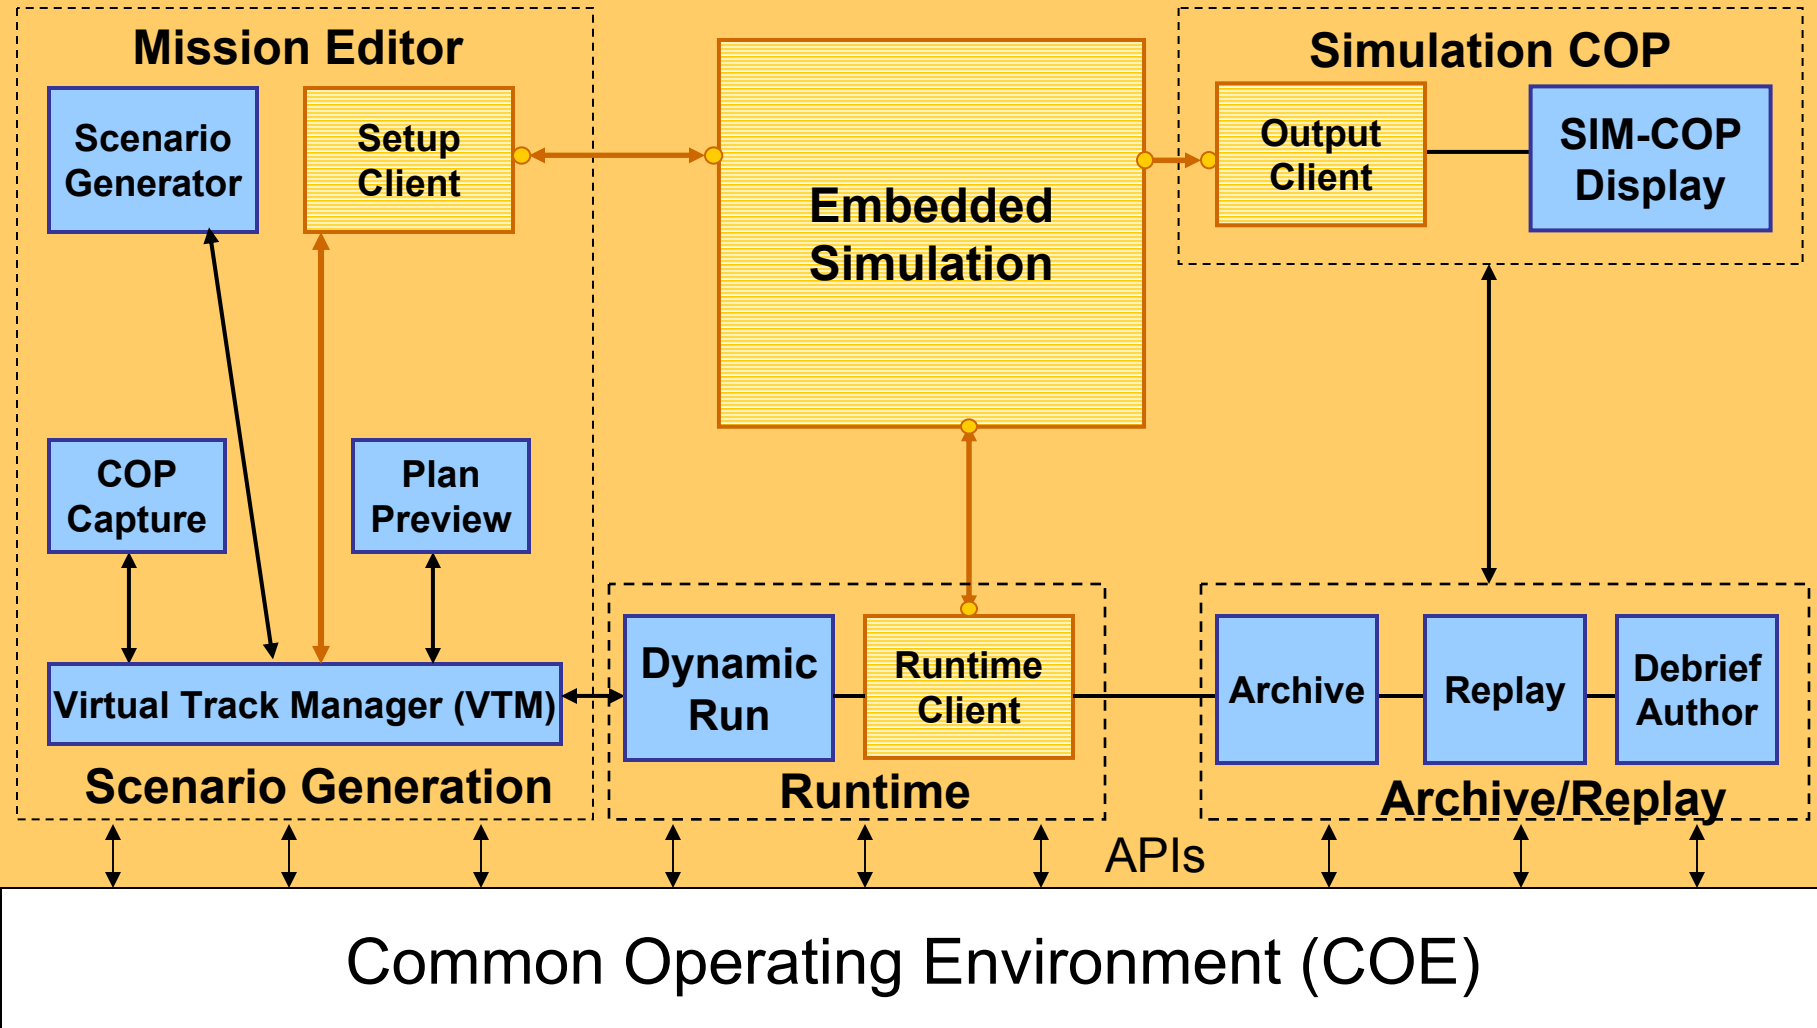 Mission Editor
Scenario
Generator
Setup
Client
COP
Capture
Plan
Preview
Virtual Track Manager (VTM)
Scenario Generation
Embedded
Simulation
Simulation COP
Output
Client
SIM-COP
Display
Dynamic
Run
Runtime
Client
Runtime
Archive
Replay
Debrief
Author
Archive/Replay
APIs
Common Operating Environment (COE)